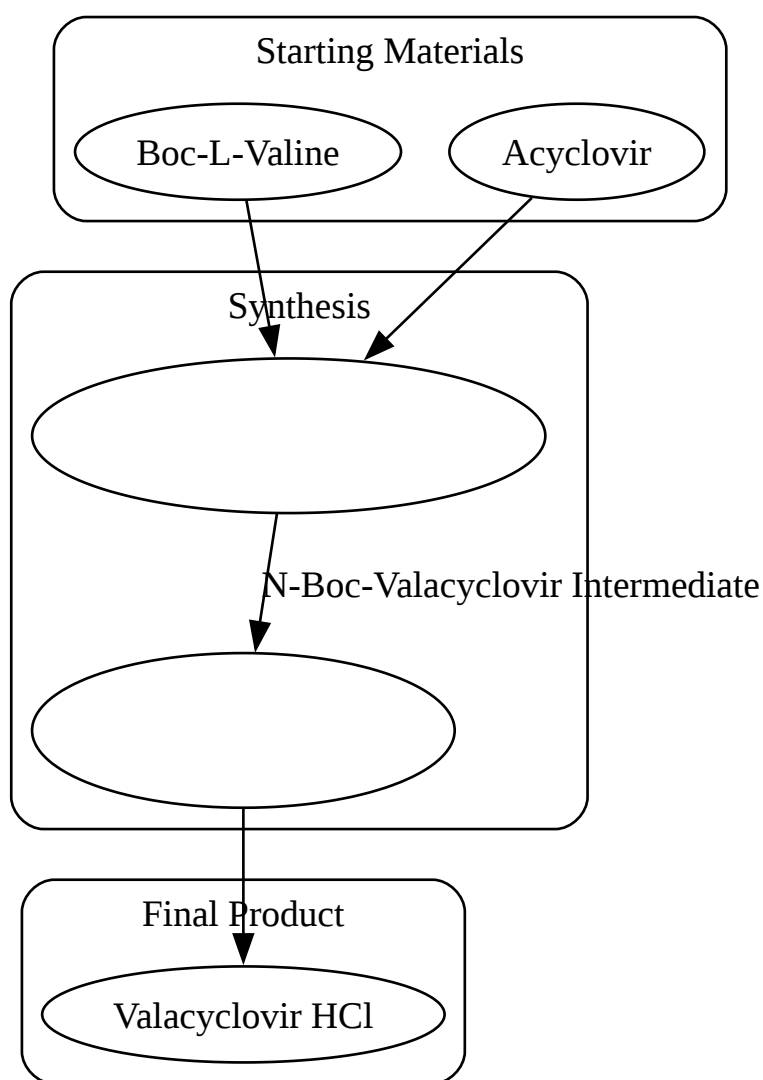 Starting Materials
Boc-L-Valine
Acyclovir
Synthesis
N-Boc-Valacyclovir Intermediate
Final Product
Valacyclovir HCl